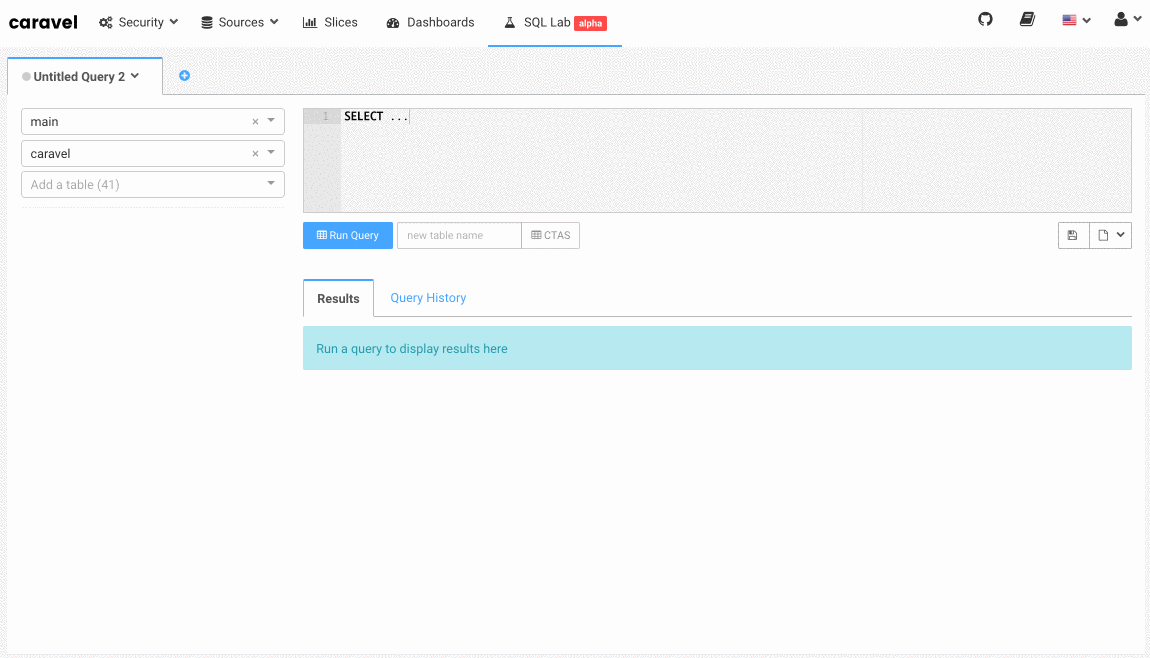 caravel Security Sources Slices Dashboards SQL Lab alpha
Untitled Query 2
main ×
caravel ×
Add a table (41)
1 SELECT ...
Run Query new table name CTAS
Results Query History
Run a query to display results here